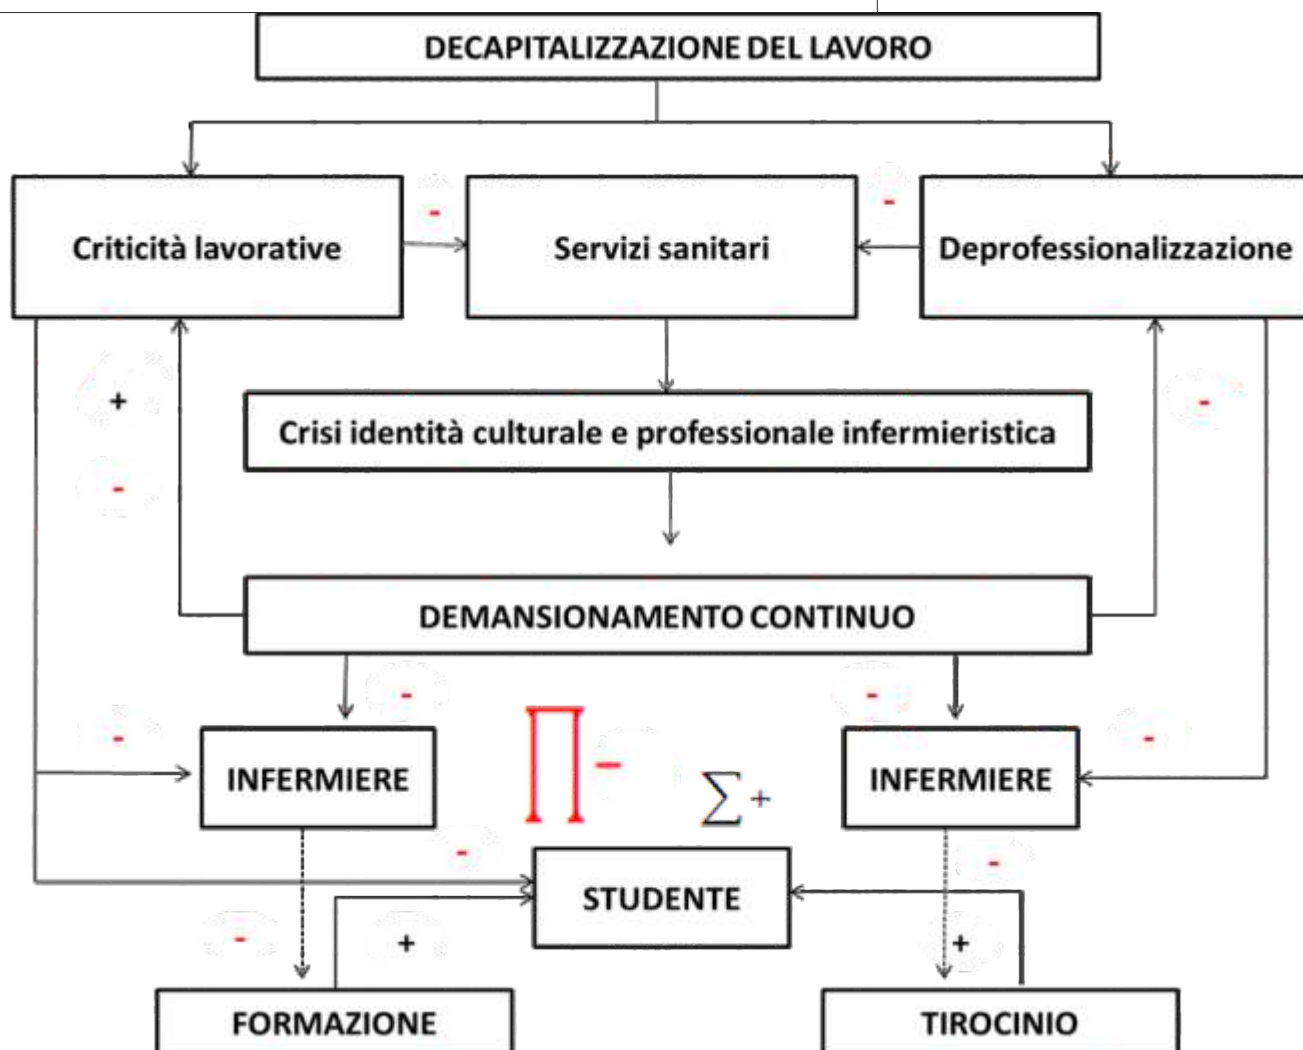 DECAPITALIZZAZIONE DEL LAVORO
Criticità lavorative
-
Servizi sanitari
-
Deprofessionalizzazione
+
-
-
Crisi identità culturale e professionale infermieristica
DEMANSIONAMENTO CONTINUO
-
-
-
-
INFERMIERE
∏-
∑+
INFERMIERE
-
-
STUDENTE
-
+
+
FORMAZIONE
TIROCINIO